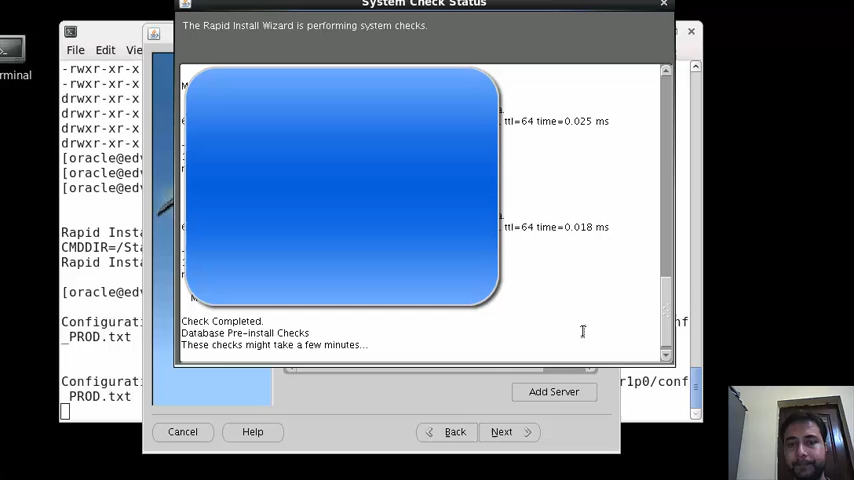 System Check Status
The Rapid Install Wizard is performing system checks.
File Edit
-rwxr-xr-x
-rwxr-xr-x
drwxr-xr-x
drwxr-xr-x
drwxr-xr-x
drwxr-xr-x
[oracle@edv
[oracle@edv
[oracle@edv
ttl=64 time=0.025 ms
ttl=64 time=0.018 ms
Rapid Insta
CMDDIR=/Sta
Rapid Insta
[oracle@edv
Check Completed.
Database Pre-install Checks
These checks might take a few minutes...
Configurati
_PROD.txt
Configurati
r1p0/conf
_PROD.txt
Add Server
Cancel
Help
Back
Next